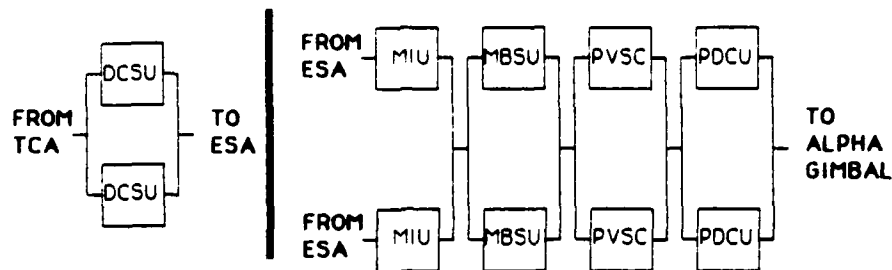 DCSU
FROM
TCA
TO
ESA
DCSU
FROM
ESA
MIU
MBSU
PVSC
PDCU
TO
ALPHA
GIMBAL
FROM
ESA
MIU
MBSU
PVSC
PDCU